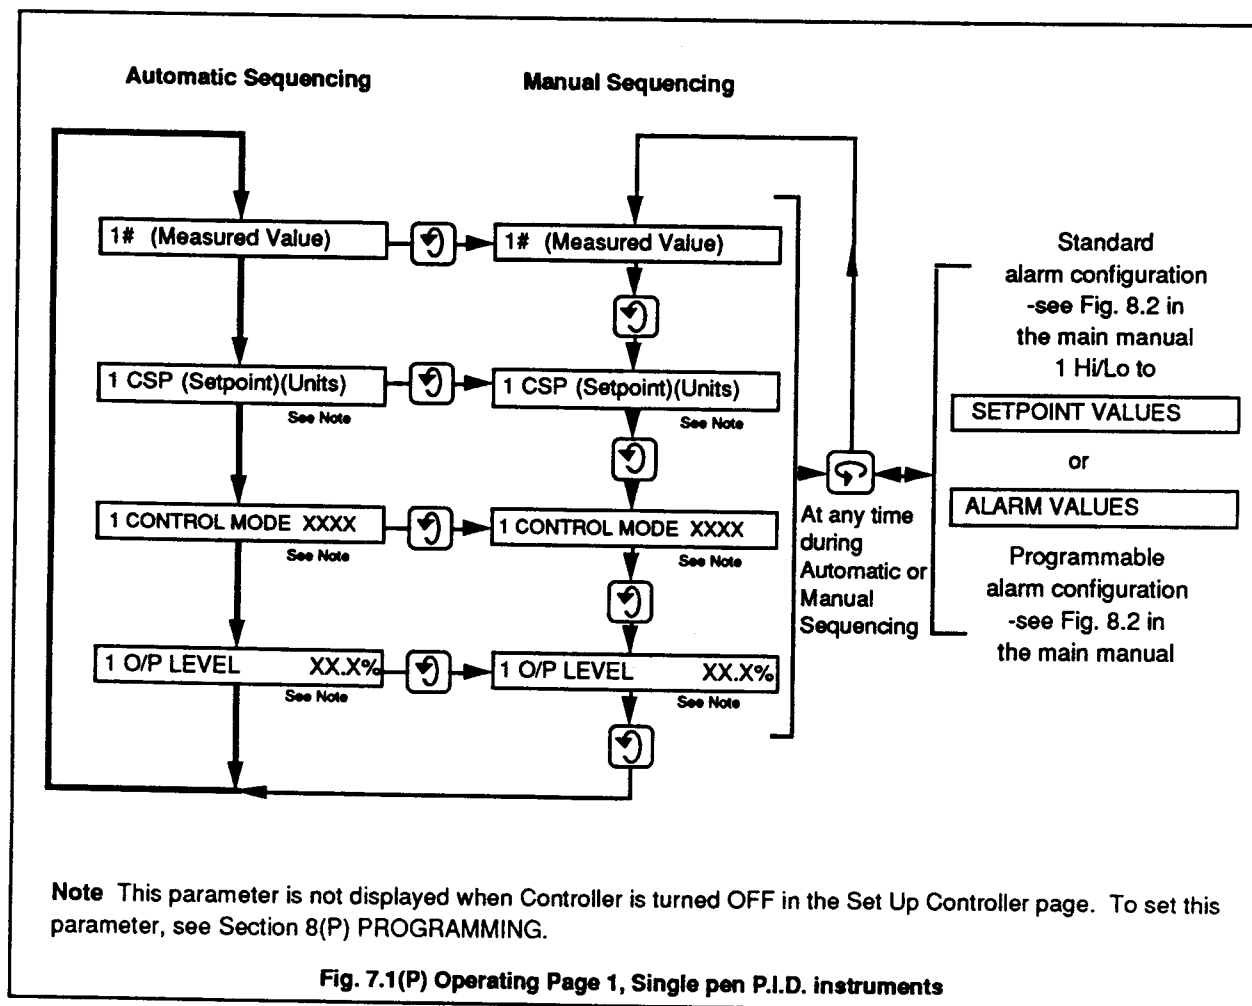 Automatic Sequencing
Manual Sequencing
1# (Measured Value)
1# (Measured Value)
1 CSP (Setpoint)(Units)
See Note
1 CSP (Setpoint)(Units)
See Note
1 CONTROL MODE XXXX
See Note
1 CONTROL MODE XXXX
See Note
1 O/P LEVEL XX.X%
See Note
1 O/P LEVEL XX.X%
See Note
At any time
during
Automatic or
Manual
Sequencing
Standard
alarm configuration
-see Fig. 8.2 in
the main manual
1 Hi/Lo to
SETPOINT VALUES
or
ALARM VALUES
Programmable
alarm configuration
-see Fig. 8.2 in
the main manual
Note This parameter is not displayed when Controller is turned OFF in the Set Up Controller page. To set this
parameter, see Section 8(P) PROGRAMMING.
Fig. 7.1(P) Operating Page 1, Single pen P.I.D. instruments